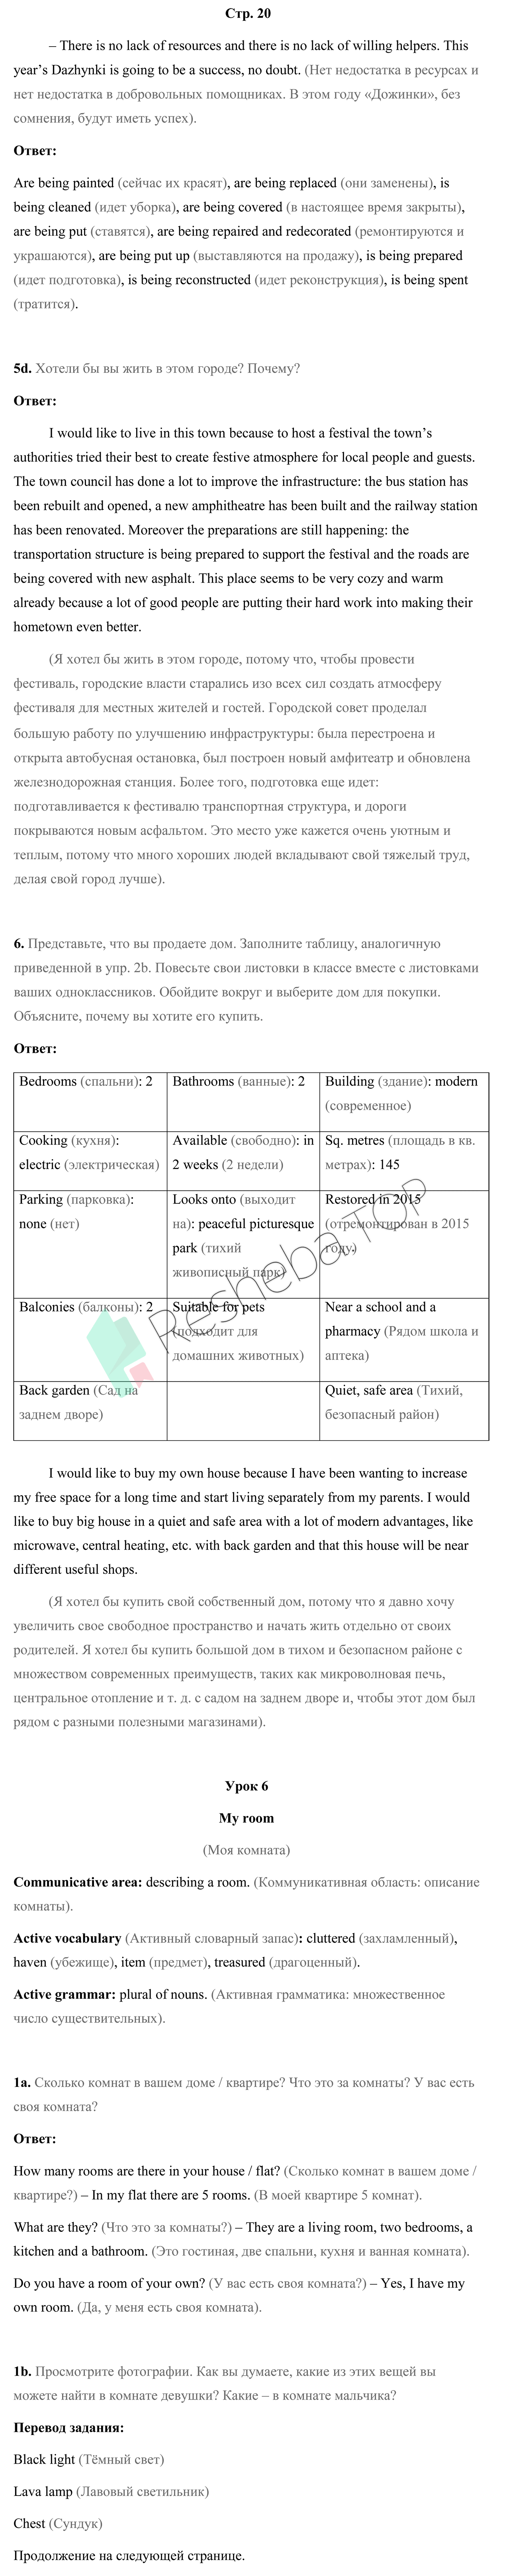 Стр. 20
– There is no lack of resources and there is no lack of willing helpers. This
year’s Dazhynki is going to be a success, no doubt. (Нет недостатка в ресурсах и
нет недостатка в добровольных помощниках. В этом году «Дожинки», без
сомнения, будут иметь успех).
Ответ:
Are being painted (сейчас их красят), are being replaced (они заменены), is
being cleaned (идет уборка), are being covered (в настоящее время закрыты),
are being put (ставятся), are being repaired and redecorated (ремонтируются и
украшаются), are being put up (выставляются на продажу), is being prepared
(идет подготовка), is being reconstructed (идет реконструкция), is being spent
(тратится).
5d. Хотели бы вы жить в этом городе? Почему?
Ответ:
I would like to live in this town because to host a festival the town’s
authorities tried their best to create festive atmosphere for local people and guests.
The town council has done a lot to improve the infrastructure: the bus station has
been rebuilt and opened, a new amphitheatre has been built and the railway station
has been renovated. Moreover the preparations are still happening: the
transportation structure is being prepared to support the festival and the roads are
being covered with new asphalt. This place seems to be very cozy and warm
already because a lot of good people are putting their hard work into making their
hometown even better.
(Я хотел бы жить в этом городе, потому что, чтобы провести
фестиваль, городские власти старались изо всех сил создать атмосферу
фестиваля для местных жителей и гостей. Городской совет проделал
большую работу по улучшению инфраструктуры: была перестроена и
открыта автобусная остановка, был построен новый амфитеатр и обновлена
железнодорожная станция. Более того, подготовка еще идет:
подготавливается к фестивалю транспортная структура, и дороги
покрываются новым асфальтом. Это место уже кажется очень уютным и
теплым, потому что много хороших людей вкладывают свой тяжелый труд,
делая свой город лучше).
6. Представьте, что вы продаете дом. Заполните таблицу, аналогичную
приведенной в упр. 2b. Повесьте свои листовки в классе вместе с листовками
ваших одноклассников. Обойдите вокруг и выберите дом для покупки.
Объясните, почему вы хотите его купить.
Ответ:
Bedrooms (спальни): 2
Bathrooms (ванные): 2
Building (здание): modern
(современное)
Cooking (кухня):
electric (электрическая)
Available (свободно): in
2 weeks (2 недели)
Sq. metres (площадь в кв.
метрах): 145
Parking (парковка):
none (нет)
Looks onto (выходит
на): peaceful picturesque
park (тихий
живописный парк)
Restored in 2015
(отремонтирован в 2015
году).
Balconies (балконы): 2
Suitable for pets
(подходит для
домашних животных)
Near a school and a
pharmacy (Рядом школа и
аптека)
Back garden (Сад на
заднем дворе)
Quiet, safe area (Тихий,
безопасный район)
Resheba TOP
I would like to buy my own house because I have been wanting to increase
my free space for a long time and start living separately from my parents. I would
like to buy big house in a quiet and safe area with a lot of modern advantages, like
microwave, central heating, etc. with back garden and that this house will be near
different useful shops.
(Я хотел бы купить свой собственный дом, потому что я давно хочу
увеличить свое свободное пространство и начать жить отдельно от своих
родителей. Я хотел бы купить большой дом в тихом и безопасном районе с
множеством современных преимуществ, таких как микроволновая печь,
центральное отопление и т. д. с садом на заднем дворе и, чтобы этот дом был
рядом с разными полезными магазинами).
Урок 6
My room
(Моя комната)
Communicative area: describing a room. (Коммуникативная область: описание
комнаты).
Active vocabulary (Активный словарный запас): cluttered (захламленный),
haven (убежище), item (предмет), treasured (драгоценный).
Active grammar: plural of nouns. (Активная грамматика: множественное
число существительных).
1a. Сколько комнат в вашем доме / квартире? Что это за комнаты? У вас есть
своя комната?
Ответ:
How many rooms are there in your house / flat? (Сколько комнат в вашем доме /
квартире?) – In my flat there are 5 rooms. (В моей квартире 5 комнат).
What are they? (Что это за комнаты?) – They are a living room, two bedrooms, a
kitchen and a bathroom. (Это гостиная, две спальни, кухня и ванная комната).
Do you have a room of your own? (У вас есть своя комната?) – Yes, I have my
own room. (Да, у меня есть своя комната).
1b. Просмотрите фотографии. Как вы думаете, какие из этих вещей вы
можете найти в комнате девушки? Какие – в комнате мальчика?
Перевод задания:
Black light (Тёмный свет)
Lava lamp (Лавовый светильник)
Chest (Сундук)
Продолжение на следующей странице.